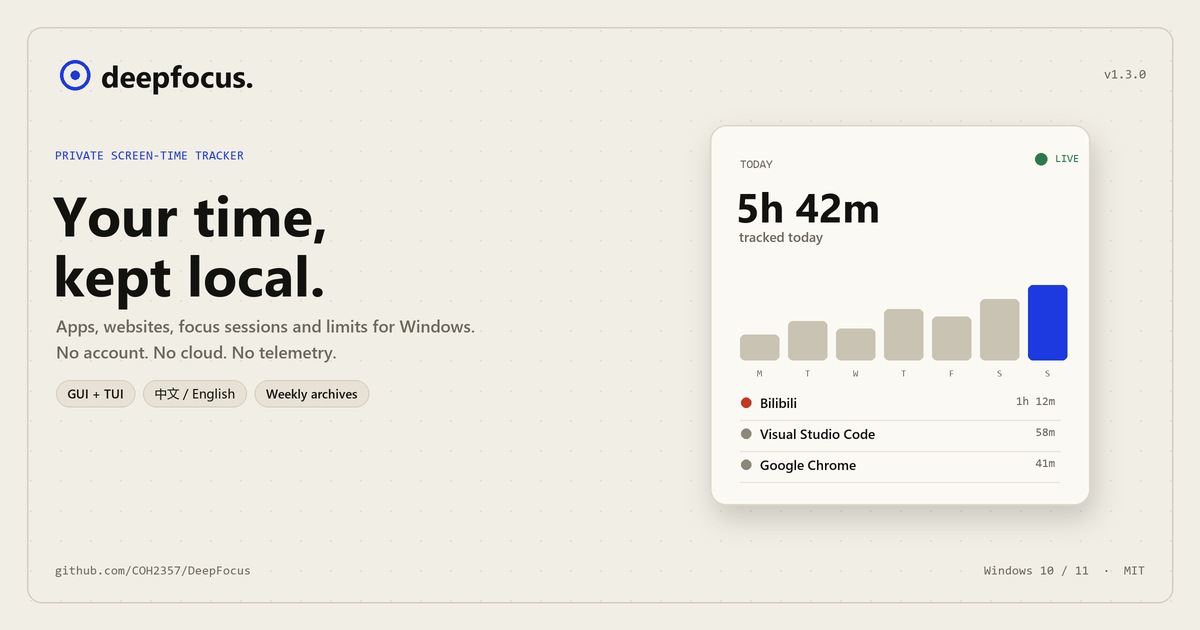 deepfocus.
v1.3.0
PRIVATE SCREEN-TIME TRACKER
Your time,
kept local.
Apps, websites, focus sessions and limits for Windows.
No account. No cloud. No telemetry.
GUI + TUI
中文 / English
Weekly archives
TODAY
LIVE
5h 42m
tracked today
M T W T F S S
Bilibili 1h 12m
Visual Studio Code 58m
Google Chrome 41m
github.com/COH2357/DeepFocus
Windows 10 / 11 · MIT